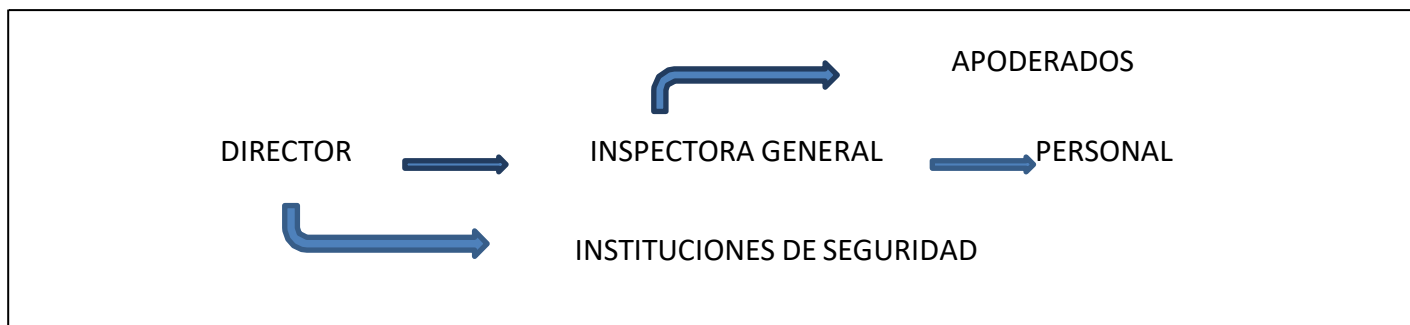 APODERADOS
DIRECTOR INSPECTORA GENERAL PERSONAL
INSTITUCIONES DE SEGURIDAD